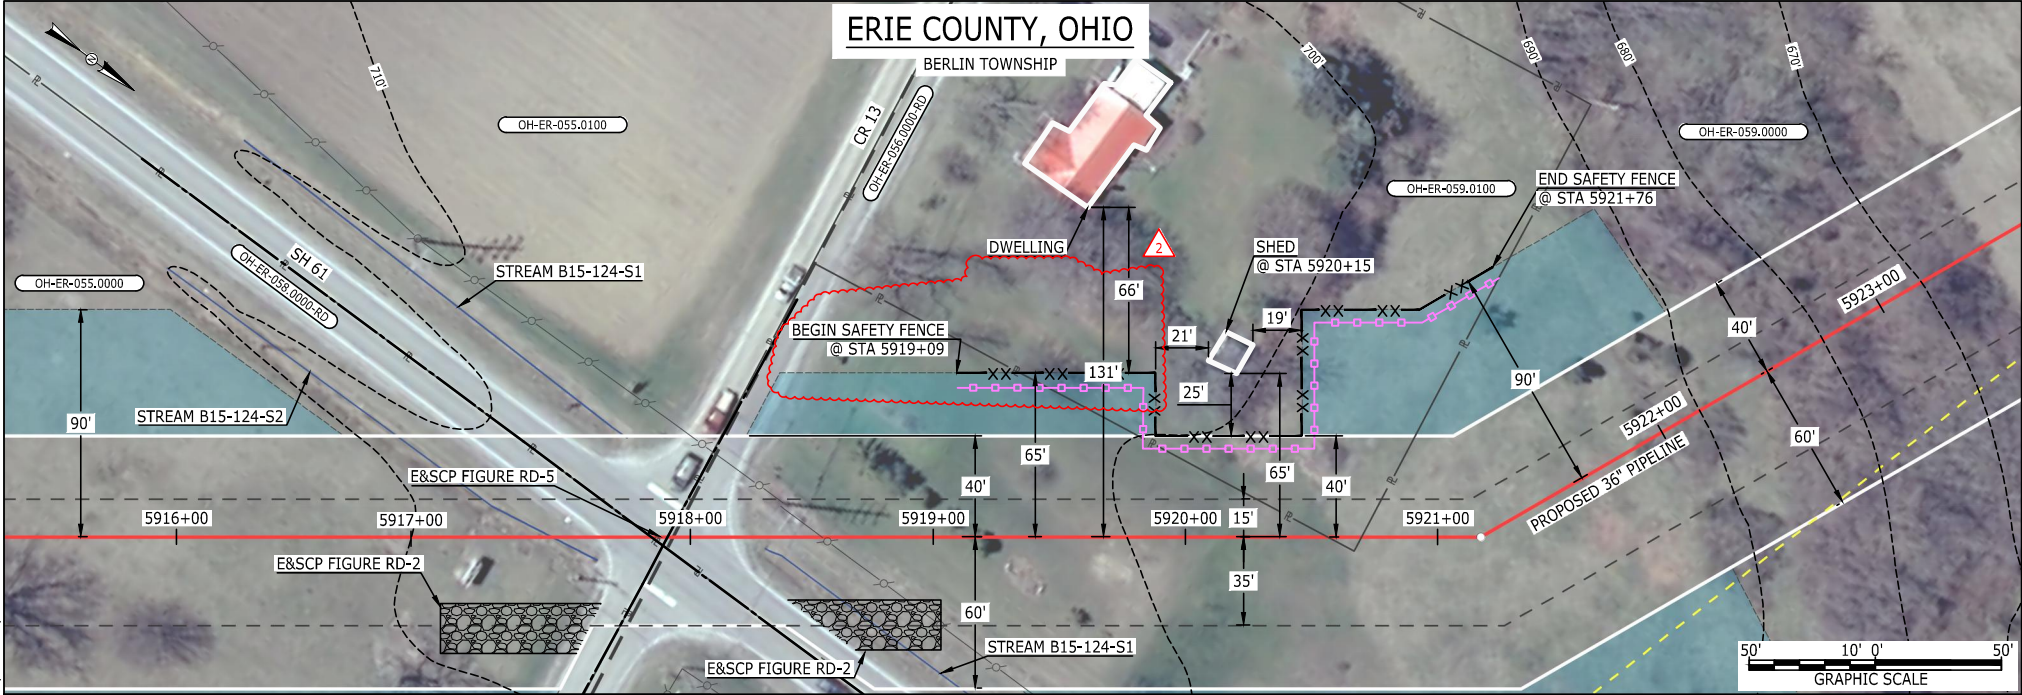 ERIE COUNTY, OHIO
BERLIN TOWNSHIP
N
710'
700'
690'
680'
670'
OH-ER-055.0100
CR 13
OH-ER-056.0000-RD
OH-ER-059.0000
OH-ER-059.0100
END SAFETY FENCE
@ STA 5921+76
SH 61
OH-ER-058.0000-RD
STREAM B15-124-S1
OH-ER-055.0000
DWELLING
2
SHED
@ STA 5920+15
66'
BEGIN SAFETY FENCE
@ STA 5919+09
21'
19'
131'
25'
90'
40'
5923+00
STREAM B15-124-S2
90'
65'
65'
40'
40'
5922+00
60'
PROPOSED 36" PIPELINE
E&SCP FIGURE RD-5
5916+00
5917+00
5918+00
5919+00
5920+00
15'
5921+00
E&SCP FIGURE RD-2
35'
60'
STREAM B15-124-S1
E&SCP FIGURE RD-2
50'
10'
0'
50'
GRAPHIC SCALE